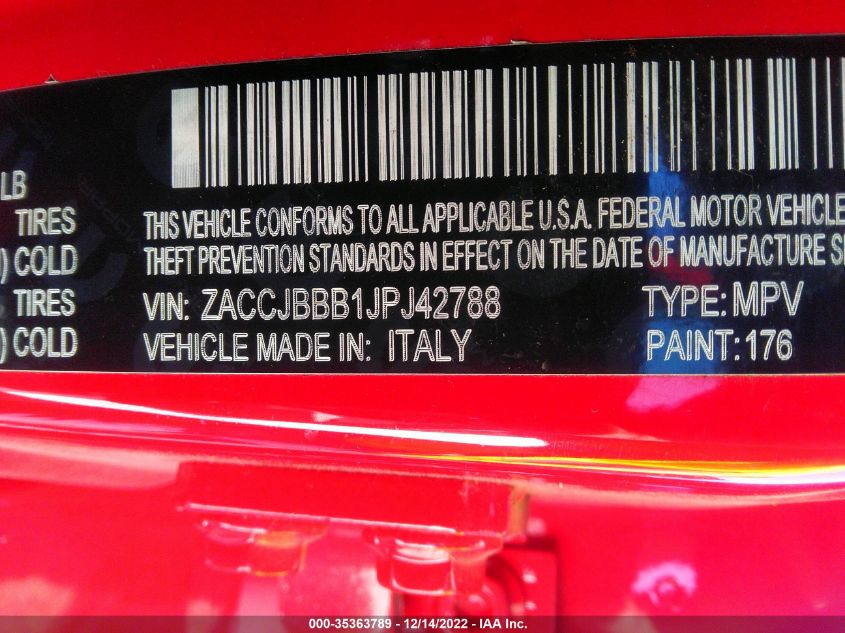 LB
TIRES
) COLD
TIRES
) COLD
THIS VEHICLE CONFORMS TO ALL APPLICABLE U.S.A. FEDERAL MOTOR VEHICLE
THEFT PREVENTION STANDARDS IN EFFECT ON THE DATE OF MANUFACTURE
VIN: ZACCJBBB1JPJ42788 TYPE: MPV
VEHICLE MADE IN: ITALY PAINT: 176
000-35363789 - 12/14/2022 - IAA Inc.